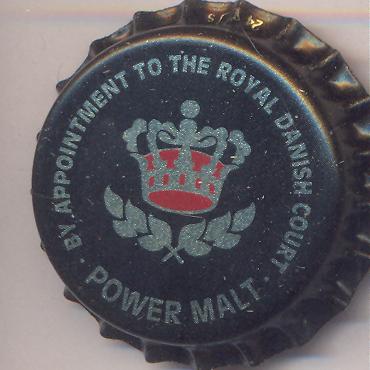 · BY APPOINTMENT TO THE ROYAL DANISH COURT ·
POWER MALT